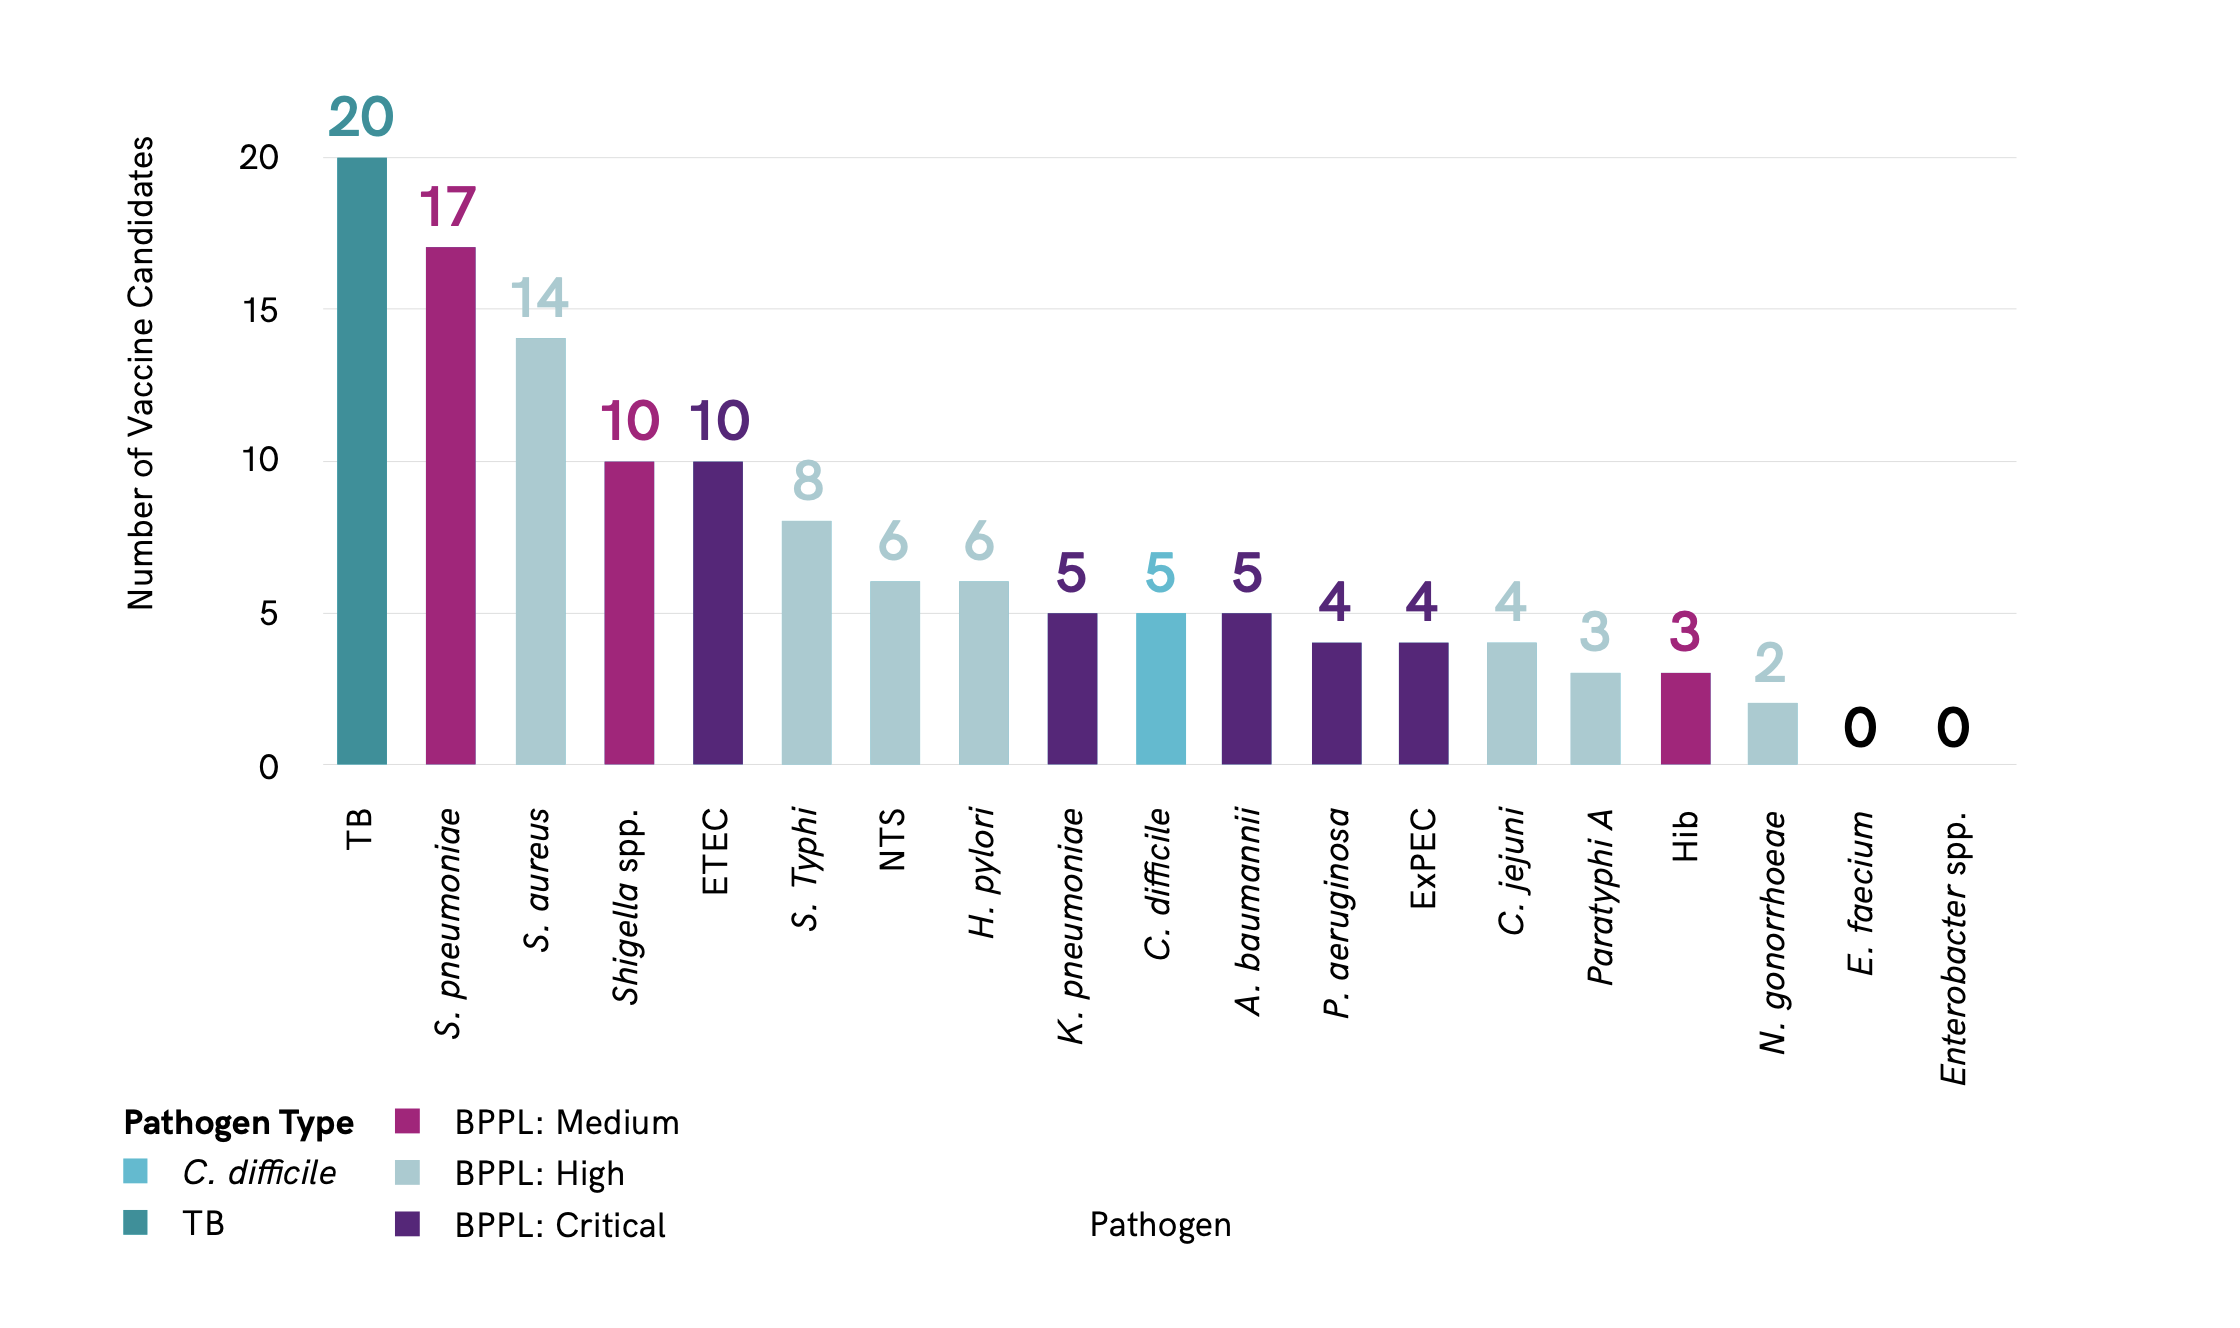 Number of Vaccine Candidates
20
15
10
5
0
20
17
14
10
10
8
6
6
5
5
5
4
4
4
3
3
2
0
0
TB
S. pneumoniae
S. aureus
Shigella spp.
ETEC
S. Typhi
NTS
H. pylori
K. pneumoniae
C. difficile
A. baumannii
P. aeruginosa
ExPEC
C. jejuni
Paratyphi A
Hib
N. gonorrhoeae
E. faecium
Enterobacter spp.
Pathogen Type
C. difficile
TB
BPPL: Medium
BPPL: High
BPPL: Critical
Pathogen